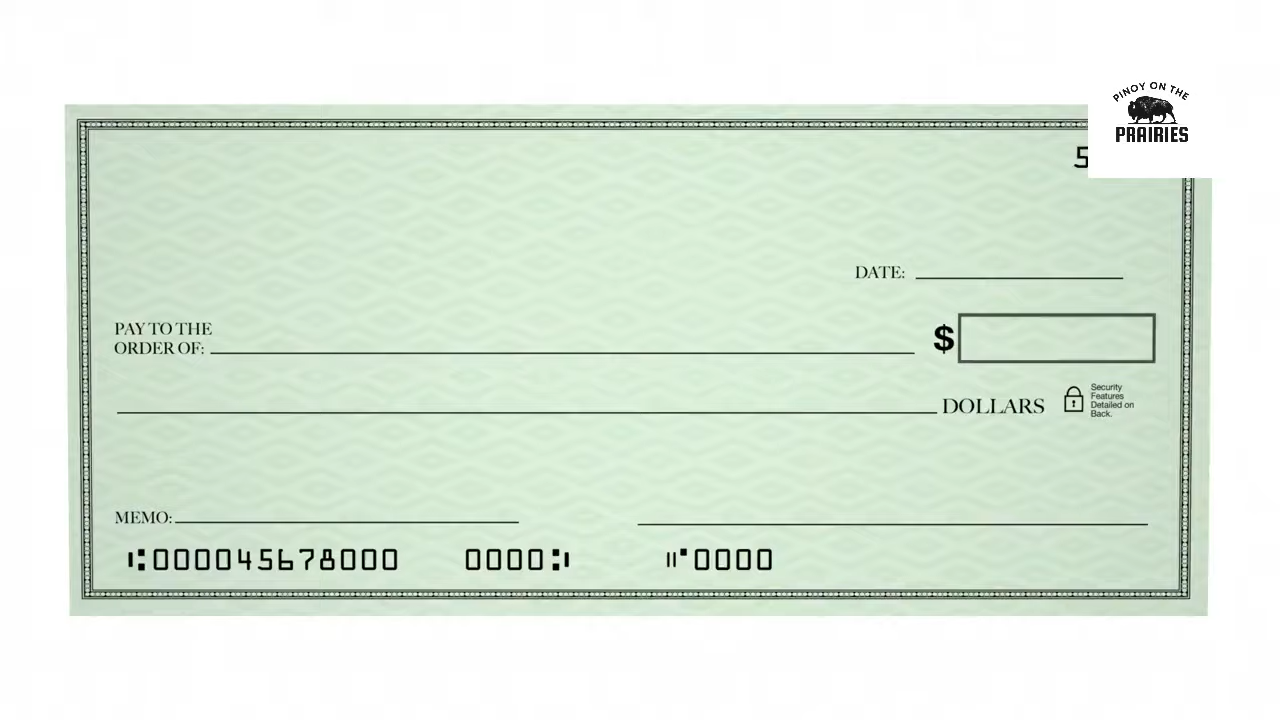 PINOY ON THE
PRAIRIES
5
DATE:
PAY TO THE
ORDER OF:
$
DOLLARS
Security
Features
Detailed on
Back.
MEMO:
⑆000045678000 0000⑆ ⑈0000